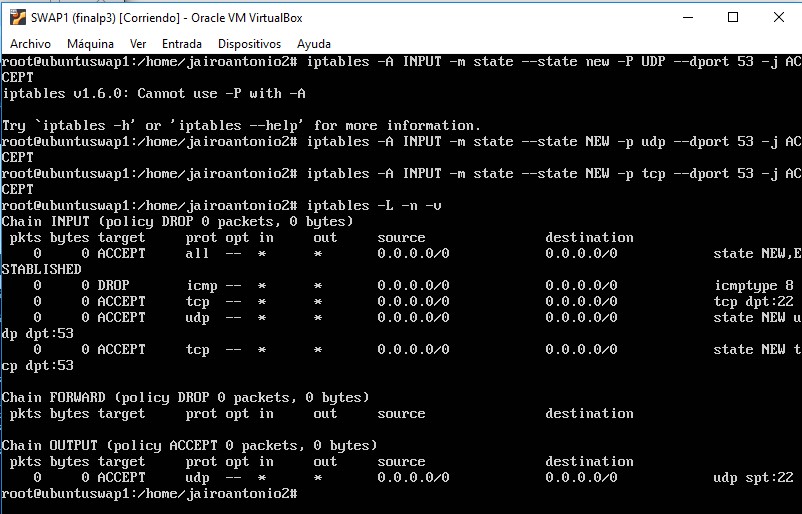 SWAP1 (finalp3) [Corriendo] - Oracle VM VirtualBox
Archivo Máquina Ver Entrada Dispositivos Ayuda
root@ubuntuswap1:/home/jairoantonio2# iptables -A INPUT -m state --state new -P UDP --dport 53 -j AC
CEPT
iptables v1.6.0: Cannot use -P with -A
Try `iptables -h' or 'iptables --help' for more information.
root@ubuntuswap1:/home/jairoantonio2# iptables -A INPUT -m state --state NEW -p udp --dport 53 -j AC
CEPT
root@ubuntuswap1:/home/jairoantonio2# iptables -A INPUT -m state --state NEW -p tcp --dport 53 -j AC
CEPT
root@ubuntuswap1:/home/jairoantonio2# iptables -L -n -v
Chain INPUT (policy DROP 0 packets, 0 bytes)
pkts bytes target prot opt in out source destination
0 0 ACCEPT all -- * * 0.0.0.0/0 0.0.0.0/0 state NEW,E
STABLISHED
0 0 DROP icmp -- * * 0.0.0.0/0 0.0.0.0/0 icmptype 8
0 0 ACCEPT tcp -- * * 0.0.0.0/0 0.0.0.0/0 tcp dpt:22
0 0 ACCEPT udp -- * * 0.0.0.0/0 0.0.0.0/0 state NEW u
dp dpt:53
0 0 ACCEPT tcp -- * * 0.0.0.0/0 0.0.0.0/0 state NEW t
cp dpt:53
Chain FORWARD (policy DROP 0 packets, 0 bytes)
pkts bytes target prot opt in out source destination
Chain OUTPUT (policy ACCEPT 0 packets, 0 bytes)
pkts bytes target prot opt in out source destination
0 0 ACCEPT udp -- * * 0.0.0.0/0 0.0.0.0/0 udp spt:22
root@ubuntuswap1:/home/jairoantonio2#